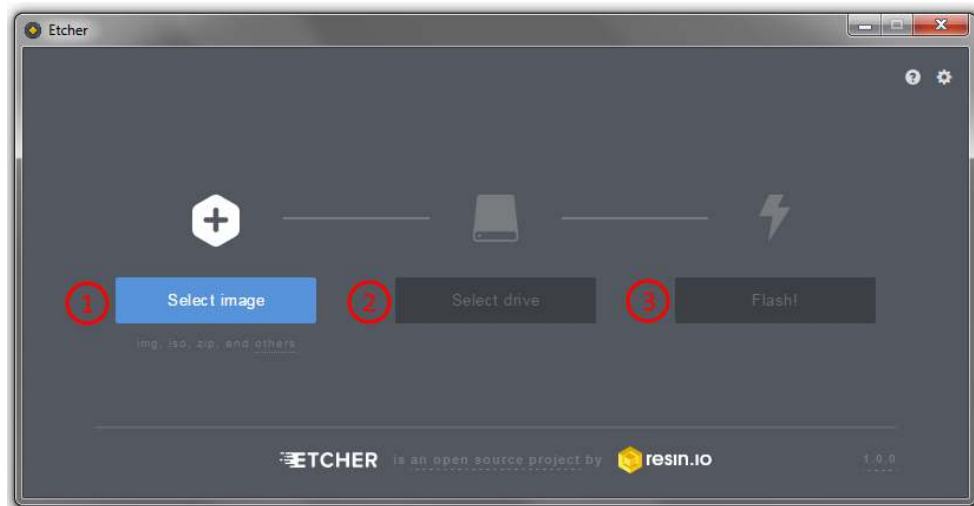 Etcher
1 Select image
2 Select drive
3 Flash!
img, iso, zip, and others
ETCHER is an open source project by resin.io
1.0.0